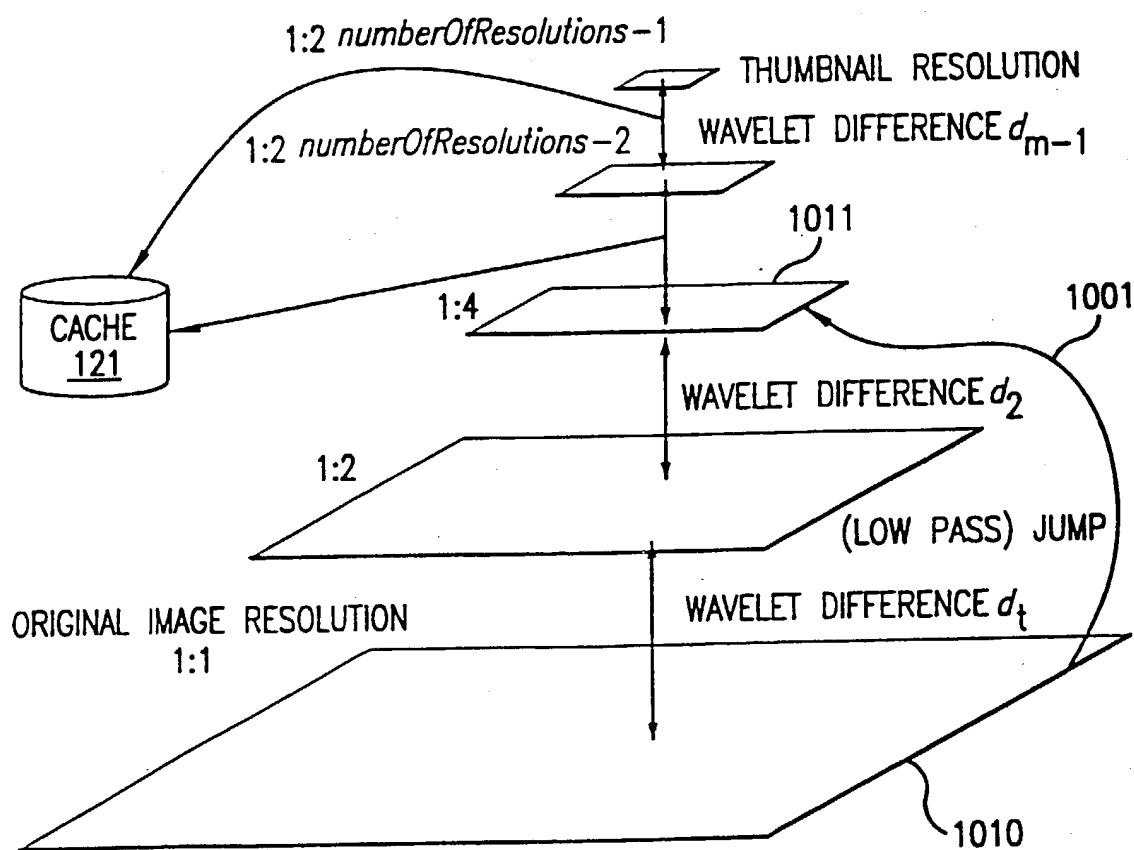 1:2 numberOfResolutions-1
THUMBNAIL RESOLUTION
1:2 numberOfResolutions-2
WAVELET DIFFERENCE dm-1
1011
1:4
1001
CACHE
121
WAVELET DIFFERENCE d2
1:2
(LOW PASS) JUMP
ORIGINAL IMAGE RESOLUTION
1:1
WAVELET DIFFERENCE dt
1010